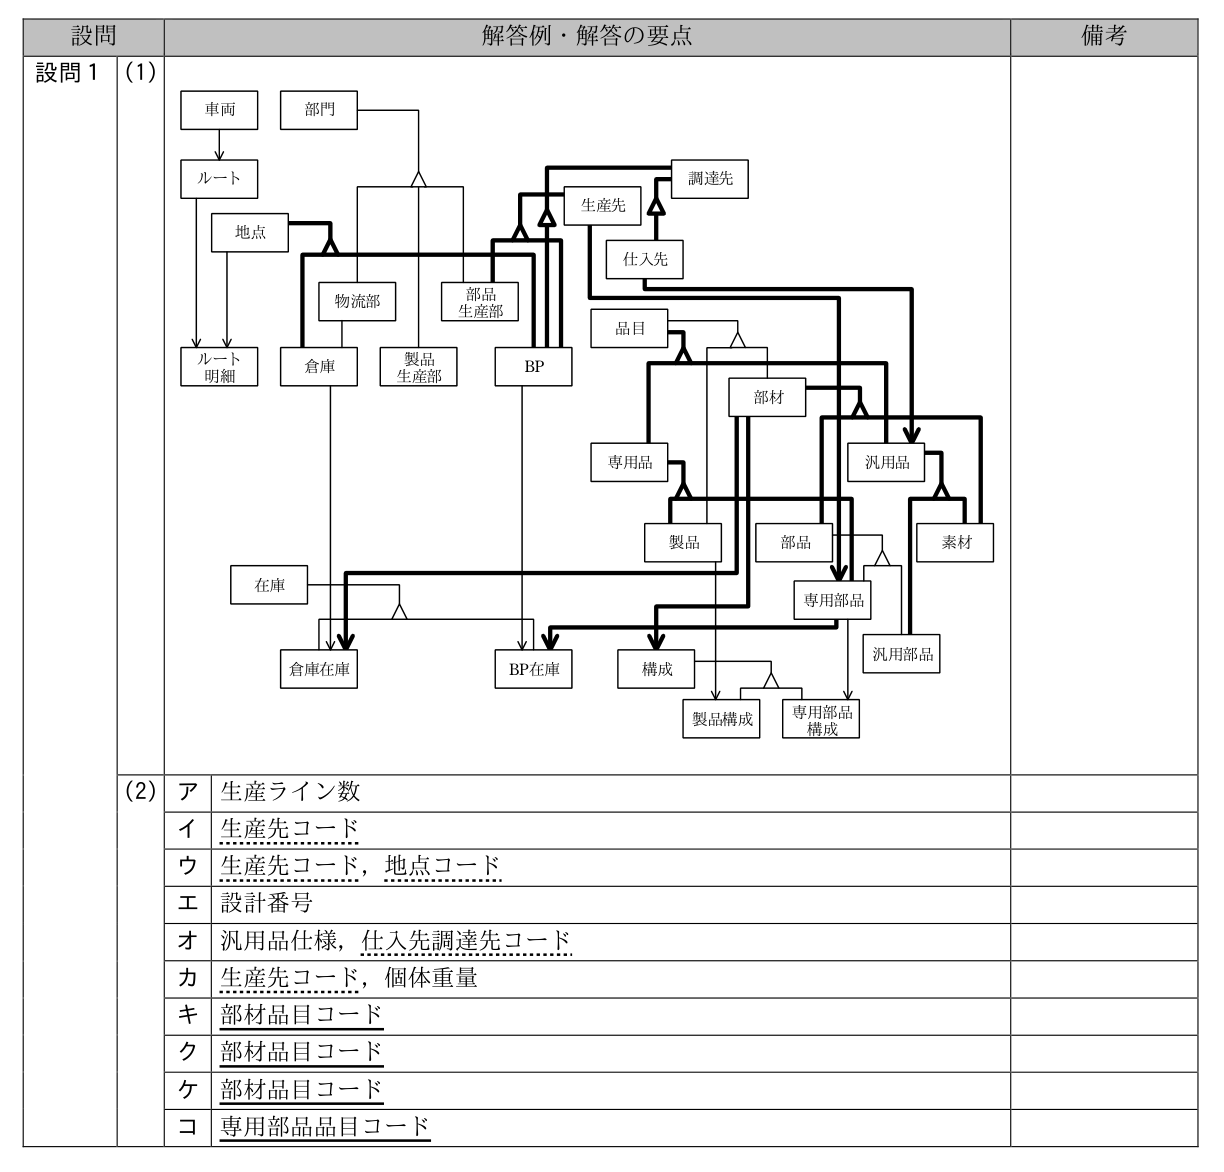 設問 解答例・解答の要点 備考
設問1 (1)
車両 部門
ルート 調達先
生産先
地点
仕入先
物流部 部品
生産部
品目
ルート
明細 倉庫 製品
生産部 BP
部材
専用品 汎用品
製品 部品 素材
在庫 専用部品
汎用部品
倉庫在庫 BP在庫 構成
製品構成 専用部品
構成
(2) ア 生産ライン数
イ 生産先コード
ウ 生産先コード，地点コード
エ 設計番号
オ 汎用品仕様，仕入先調達先コード
カ 生産先コード，個体重量
キ 部材品目コード
ク 部材品目コード
ケ 部材品目コード
コ 専用部品品目コード